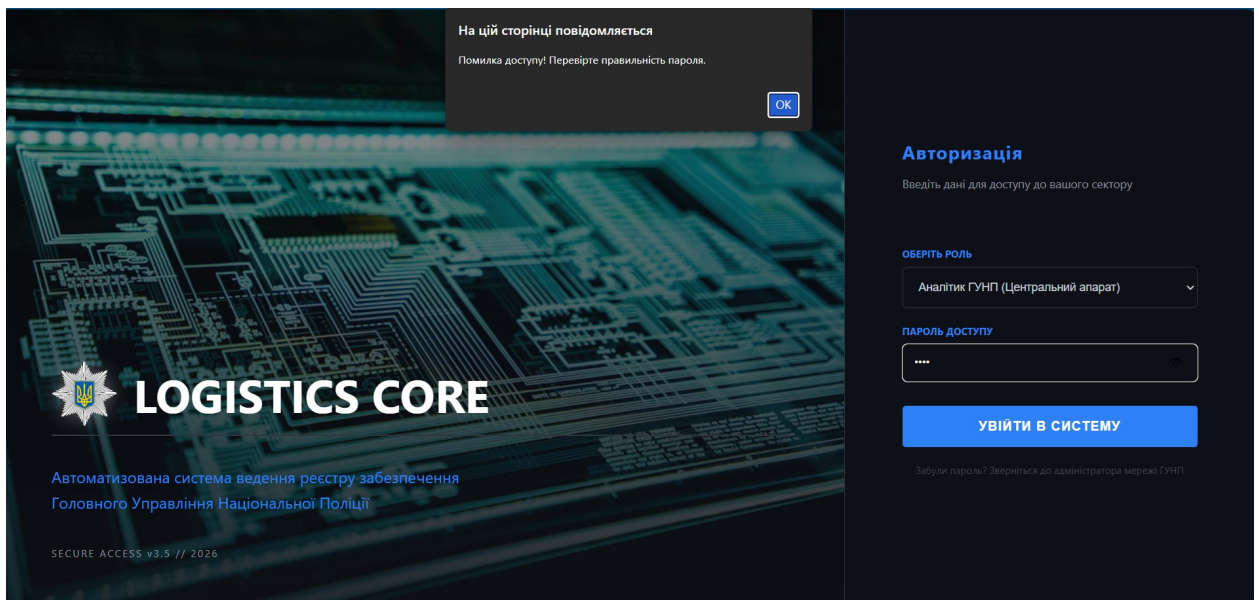 На цій сторінці повідомляється
Помилка доступу! Перевірте правильність пароля.
OK
LOGISTICS CORE
Автоматизована система ведення реєстру забезпечення
Головного Управління Національної Поліції
SECURE ACCESS v3.5 // 2026
Авторизація
Введіть дані для доступу до вашого сектору
ОБЕРІТЬ РОЛЬ
Аналітик ГУНП (Центральний апарат)
ПАРОЛЬ ДОСТУПУ
••••
УВІЙТИ В СИСТЕМУ
Забули пароль? Зверніться до адміністратора мережі ГУНП